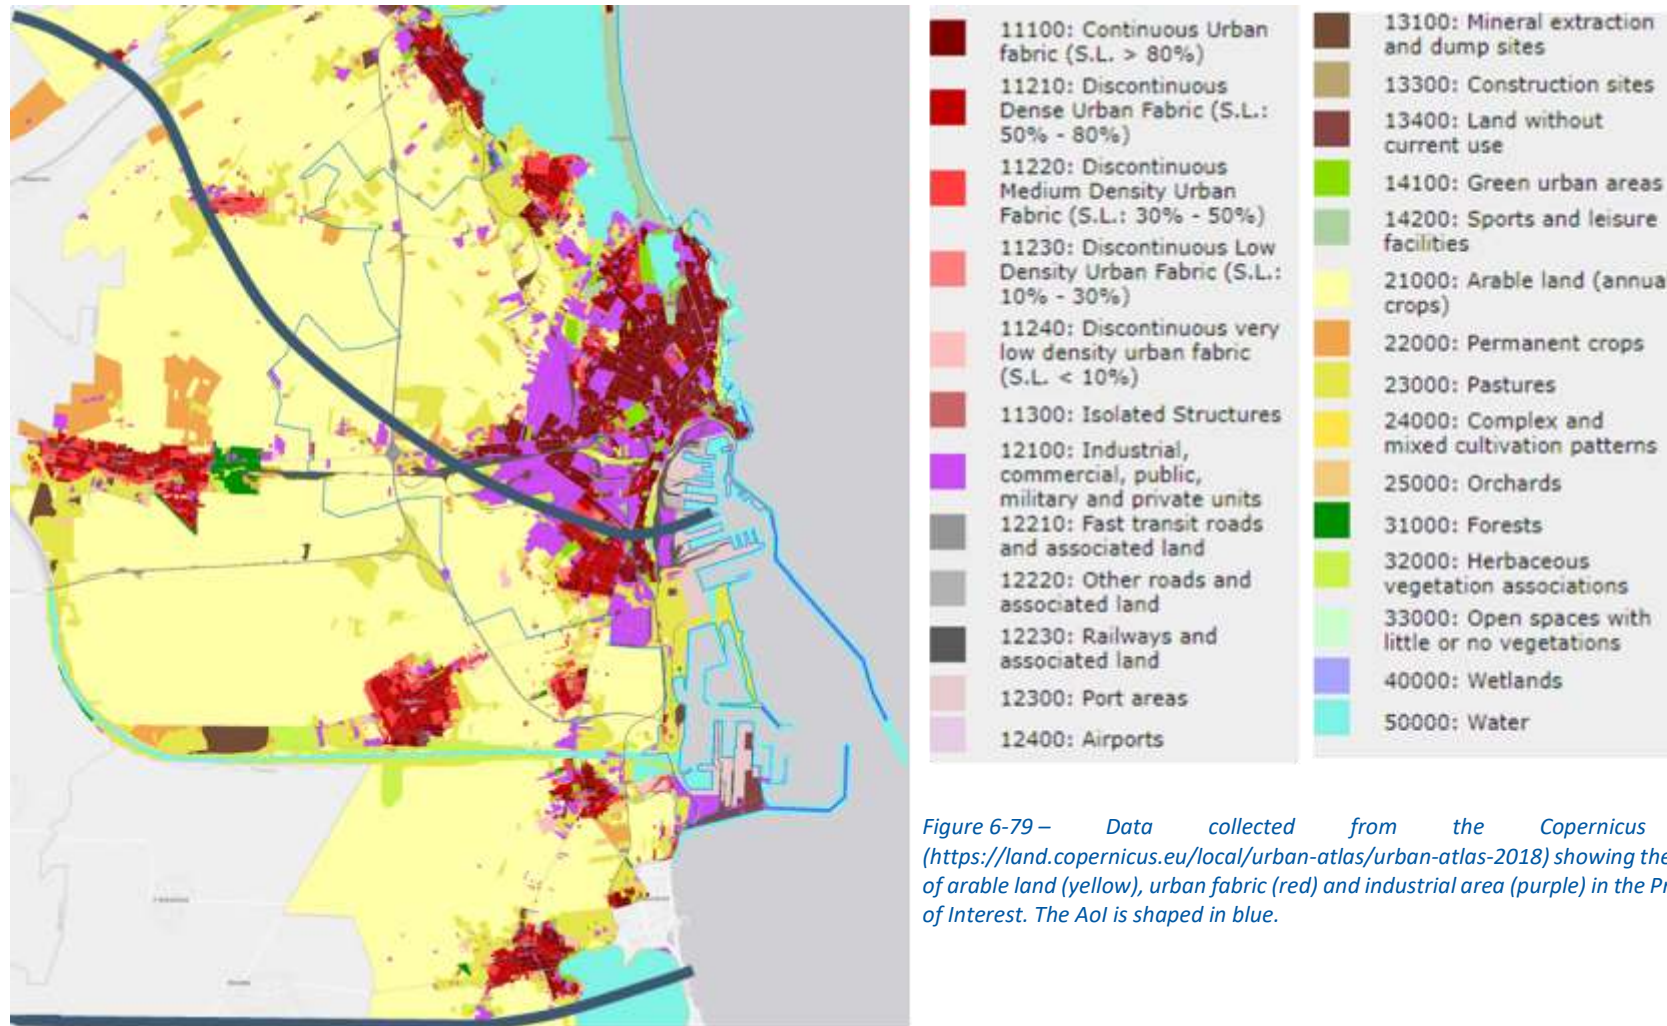 11100: Continuous Urban
fabric (S.L. > 80%)
11210: Discontinuous
Dense Urban Fabric (S.L.:
50% - 80%)
11220: Discontinuous
Medium Density Urban
Fabric (S.L.: 30% - 50%)
11230: Discontinuous Low
Density Urban Fabric (S.L.:
10% - 30%)
11240: Discontinuous very
low density urban fabric
(S.L. < 10%)
11300: Isolated Structures
12100: Industrial,
commercial, public,
military and private units
12210: Fast transit roads
and associated land
12220: Other roads and
associated land
12230: Railways and
associated land
12300: Port areas
12400: Airports
13100: Mineral extraction
and dump sites
13300: Construction sites
13400: Land without
current use
14100: Green urban areas
14200: Sports and leisure
facilities
21000: Arable land (annua
crops)
22000: Permanent crops
23000: Pastures
24000: Complex and
mixed cultivation patterns
25000: Orchards
31000: Forests
32000: Herbaceous
vegetation associations
33000: Open spaces with
little or no vegetations
40000: Wetlands
50000: Water
Figure 6-79 – Data collected from the Copernicus
(https://land.copernicus.eu/local/urban-atlas/urban-atlas-2018) showing the
of arable land (yellow), urban fabric (red) and industrial area (purple) in the Pr
of Interest. The AoI is shaped in blue.